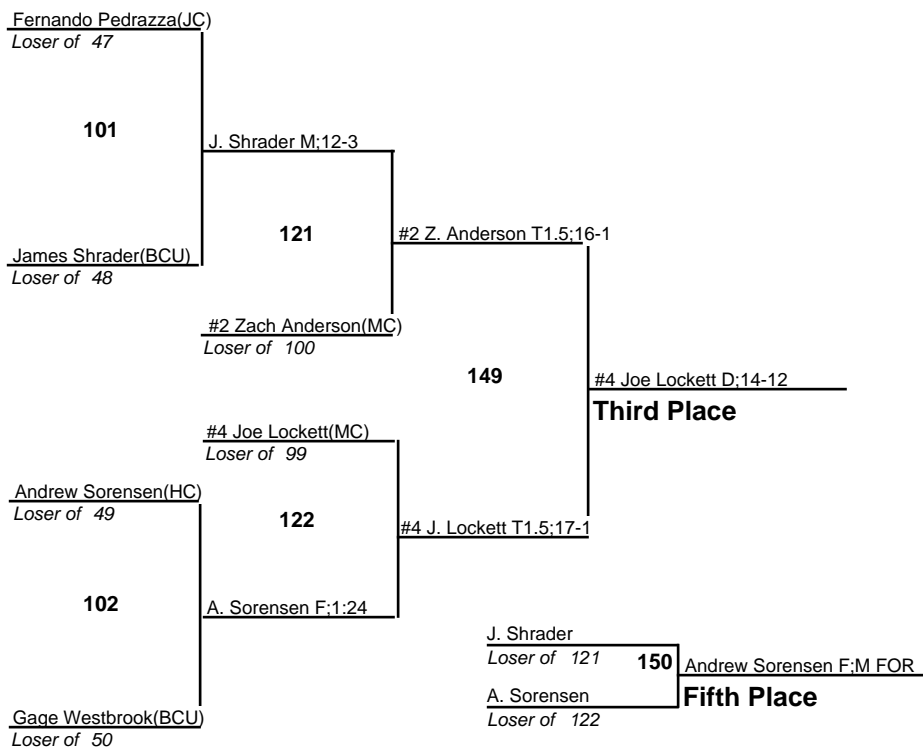 Fernando Pedrazza(JC)
Loser of 47
101
J. Shrader M;12-3
James Shrader(BCU)
Loser of 48
121
#2 Z. Anderson T1.5;16-1
#2 Zach Anderson(MC)
Loser of 100
149
#4 Joe Lockett D;14-12
Third Place
#4 Joe Lockett(MC)
Loser of 99
Andrew Sorensen(HC)
Loser of 49
122
#4 J. Lockett T1.5;17-1
102
A. Sorensen F;1:24
Gage Westbrook(BCU)
Loser of 50
J. Shrader
Loser of 121
150
Andrew Sorensen F;M FOR
Fifth Place
A. Sorensen
Loser of 122